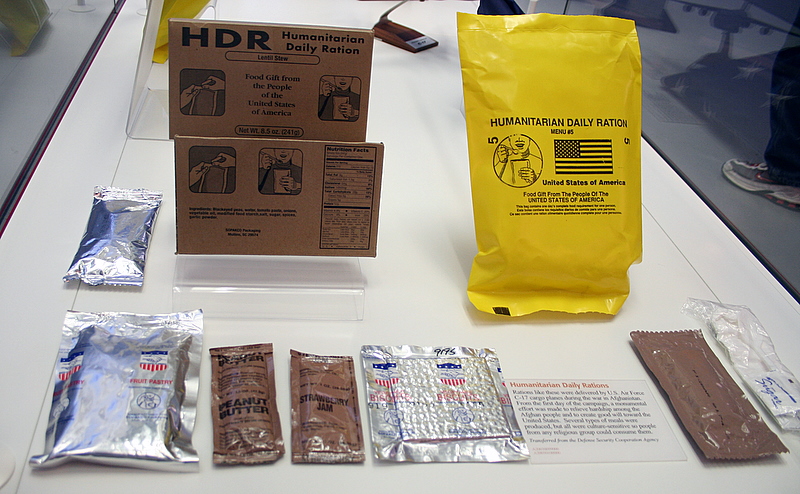 HDR Humanitarian
Daily Ration
Lentil Stew
Food Gift from
the People
of the
United States
of America
Net Wt. 8.5 oz. (241g)
Nutrition Facts
HUMANITARIAN DAILY RATION
MENU #5
5
5
United States of America
Food Gift From The People Of The
UNITED STATES OF AMERICA
FRUIT PASTRY
PEANUT
BUTTER
STRAWBERRY
JAM
Humanitarian Daily Rations
Rations like these were delivered by U.S. Air Force
C-17 cargo planes during the war in Afghanistan.
From the first day of the campaign, a monumental
effort was made to relieve hardship among the
Afghan people and to create good will toward the
United States. Several types of meals were
produced, but all were culture-sensitive so people
from any religious group could consume them.
Transferred from the Defense Security Cooperation Agency